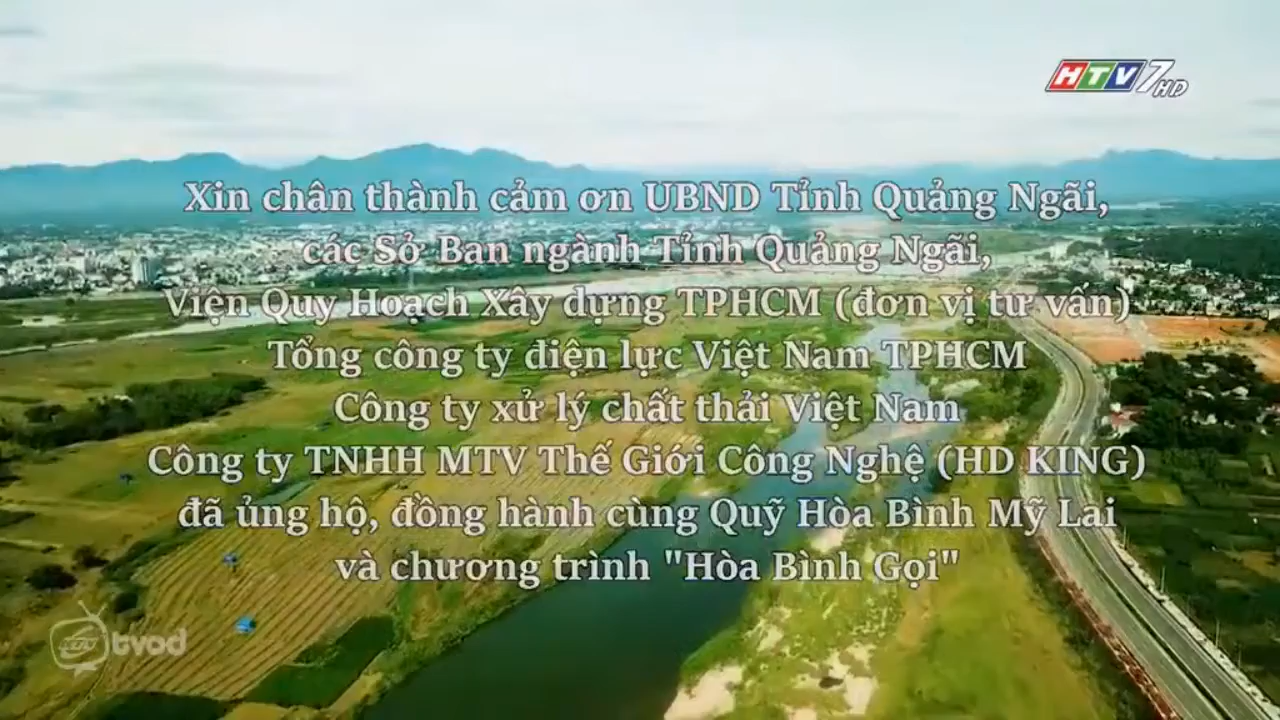 HTV7HD
Xin chân thành cảm ơn UBND Tỉnh Quảng Ngãi,
các Sở Ban ngành Tỉnh Quảng Ngãi,
Viện Quy Hoạch Xây dựng TPHCM (đơn vị tư vấn)
Tổng công ty điện lực Việt Nam TPHCM
Công ty xử lý chất thải Việt Nam
Công ty TNHH MTV Thế Giới Công Nghệ (HD KING)
đã ủng hộ, đồng hành cùng Quỹ Hòa Bình Mỹ Lai
và chương trình "Hòa Bình Gọi"
HTV tvod